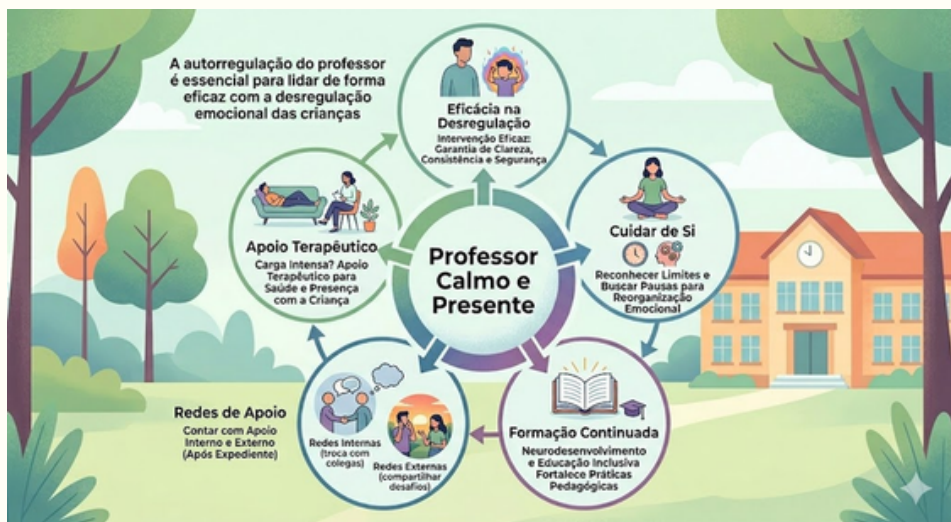 A autorregulação do professor
é essencial para lidar de forma
eficaz com a desregulação
emocional das crianças
Eficácia na
Desregulação
Intervenção Eficaz:
Garantia de Clareza,
Consistência e Segurança
Cuidar de Si
Reconhecer Limites e
Buscar Pausas para
Reorganização
Emocional
Formação Continuada
Neurodesenvolvimento
e Educação Inclusiva
Fortalece Práticas
Pedagógicas
Redes de Apoio
Contar com Apoio
Interno e Externo
(Após Expediente)
Redes Internas
(troca com
colegas)
Redes Externas
(compartilhar
desafios)
Apoio Terapêutico
Carga Intensa? Apoio
Terapêutico para
Saúde e Presença
com a Criança
Professor
Calmo e
Presente